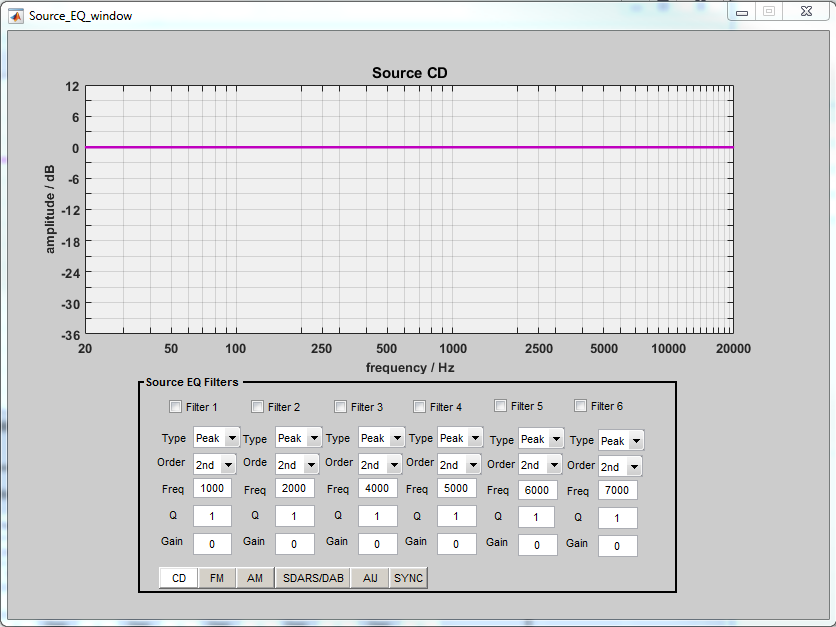 Source_EQ_window
Source CD
12
6
0
-6
-12
-18
-24
-30
-36
amplitude / dB
20 50 100 250 500 1000 2500 5000 10000 20000
frequency / Hz
Source EQ Filters
Filter 1 Filter 2 Filter 3 Filter 4 Filter 5 Filter 6
Type Peak Type Peak Type Peak Type Peak Type Peak Type Peak
Order 2nd Orde 2nd Order 2nd Order 2nd Order 2nd Order 2nd
Freq 1000 Freq 2000 Freq 4000 Freq 5000 Freq 6000 Freq 7000
Q 1 Q 1 Q 1 Q 1 Q 1 Q 1
Gain 0 Gain 0 Gain 0 Gain 0 Gain 0 Gain 0
CD FM AM SDARS/DAB AIJ SYNC